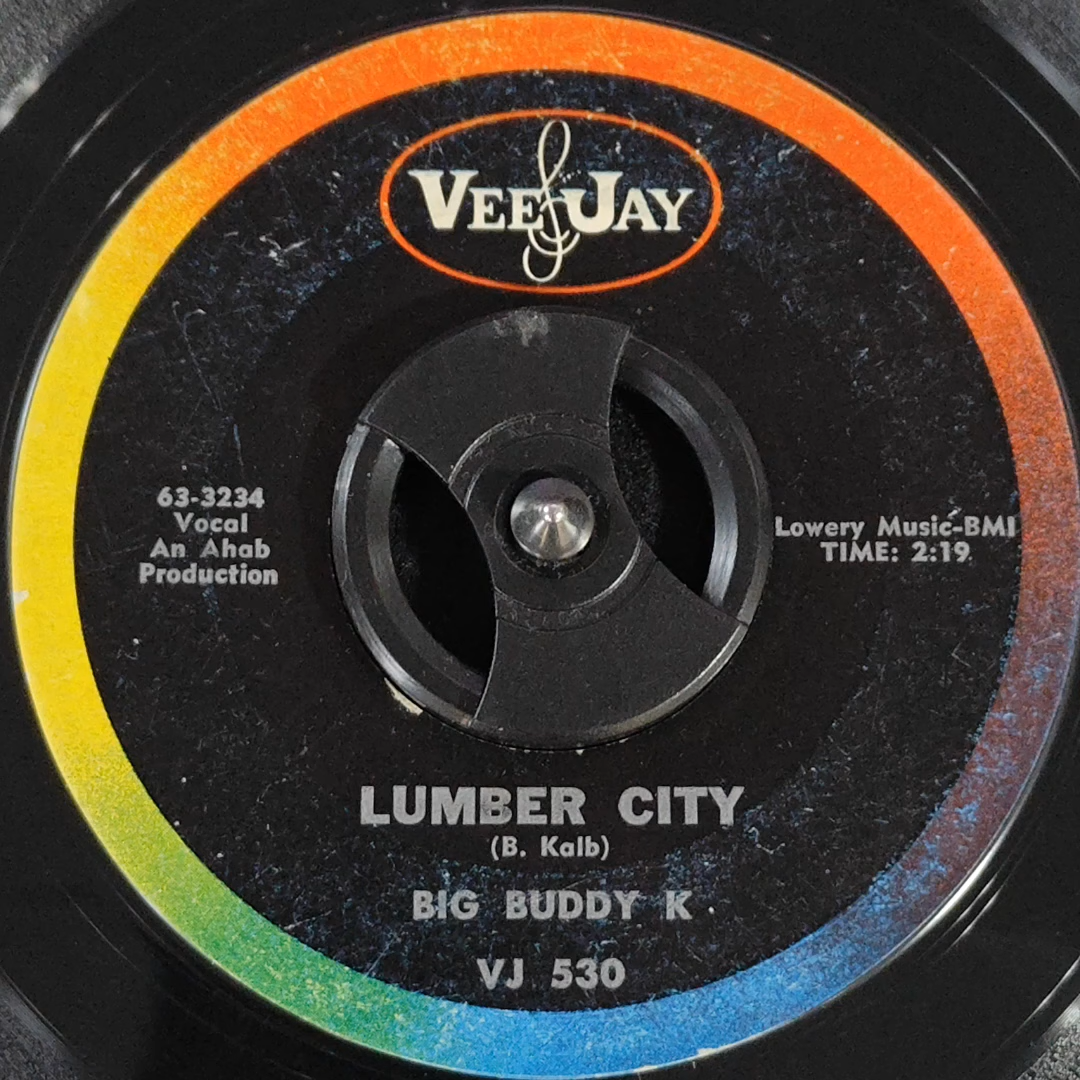 VEE JAY
63-3234
Vocal
An Ahab
Production
Lowery Music-BMI
TIME: 2:19
LUMBER CITY
(B. Kalb)
BIG BUDDY K
VJ 530